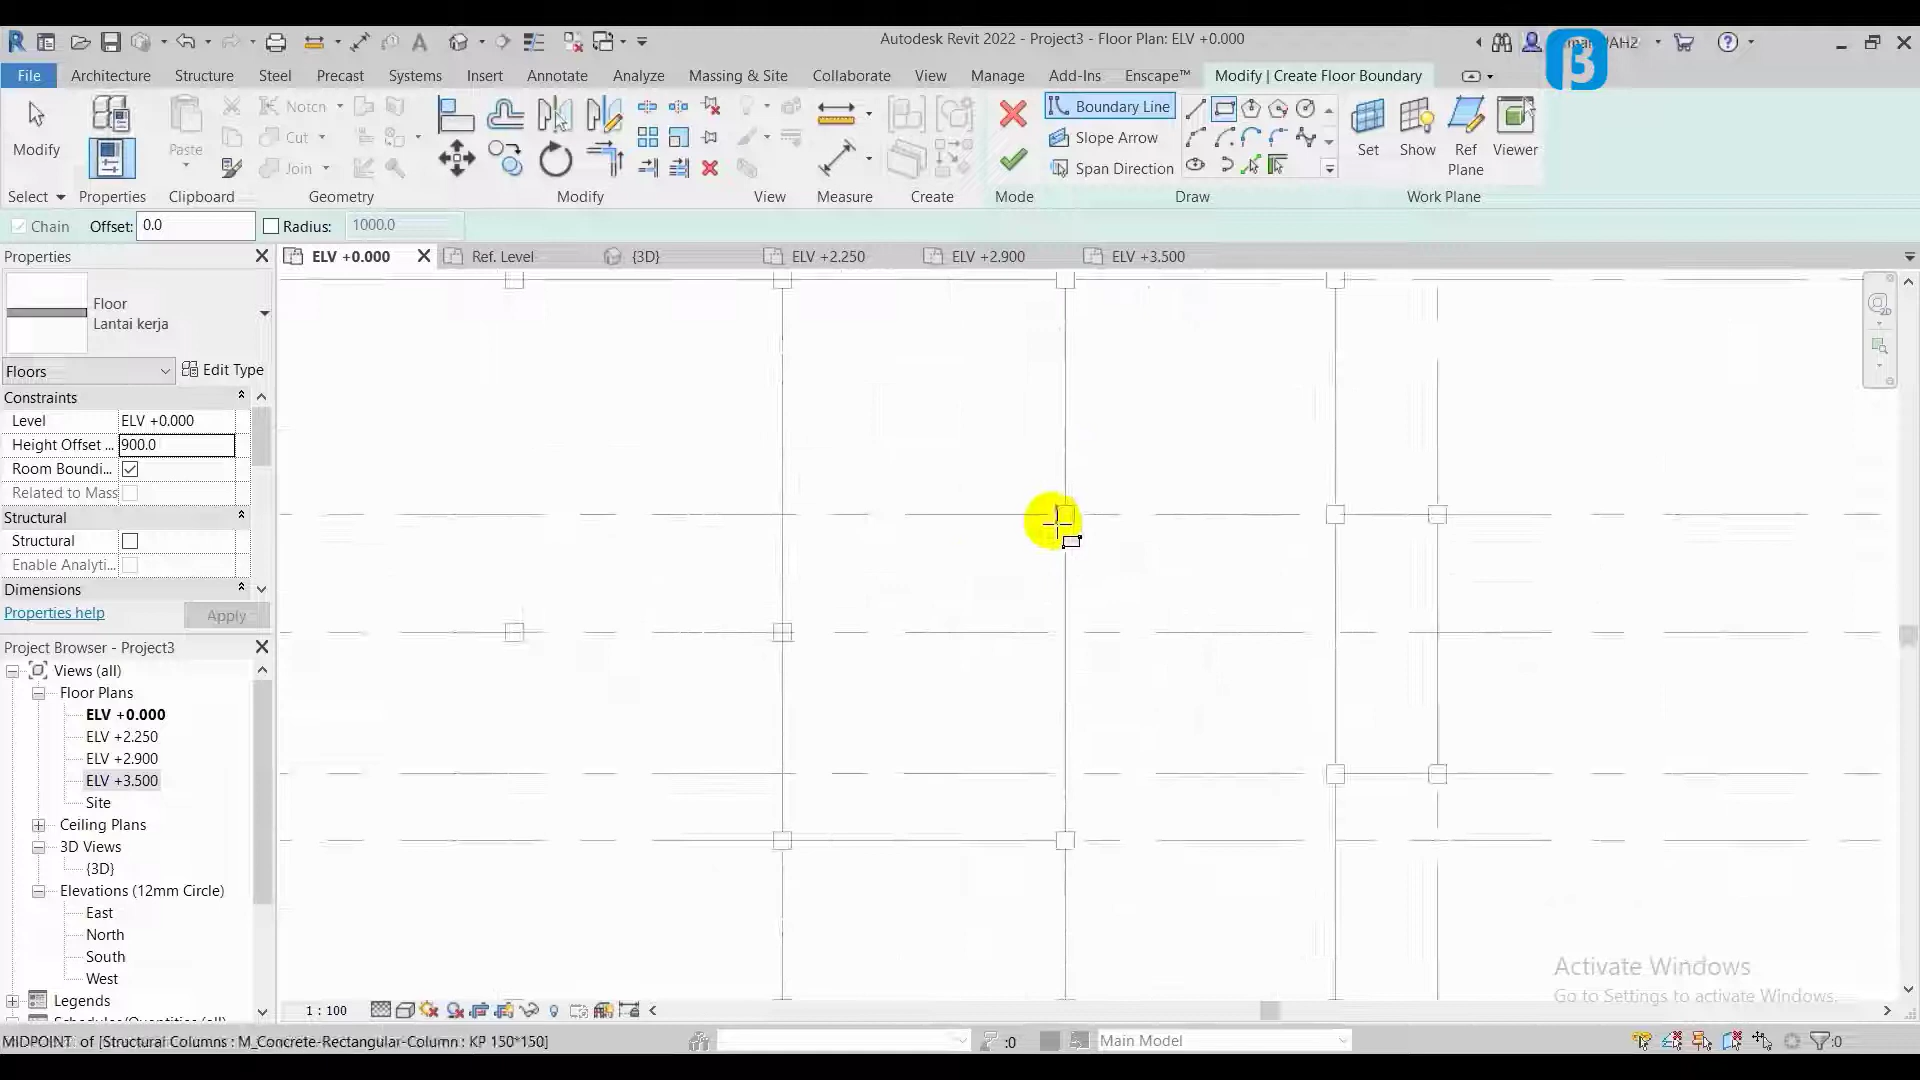 Autodesk Revit 2022 - Project3 - Floor Plan: ELV +0.000
File Architecture Structure Steel Precast Systems Insert Annotate Analyze Massing & Site Collaborate View Manage Add-Ins Enscape™ Modify | Create Floor Boundary
Modify
Paste
Cut
Join
Boundary Line
Slope Arrow
Span Direction
Set
Show
Ref
Plane
Viewer
Select Properties Clipboard Geometry Modify View Measure Create Mode Draw Work Plane
Chain Offset: 0.0 Radius: 1000.0
Properties
ELV +0.000 Ref. Level {3D} ELV +2.250 ELV +2.900 ELV +3.500
2D
Floor
Lantai kerja
Floors Edit Type
Constraints
Level ELV +0.000
Height Offset ... 900.0
Room Boundi...
Related to Mass
Structural
Structural
Enable Analyti...
Dimensions
Properties help Apply
Project Browser - Project3
Views (all)
Floor Plans
ELV +0.000
ELV +2.250
ELV +2.900
ELV +3.500
Site
Ceiling Plans
3D Views
{3D}
Elevations (12mm Circle)
East
North
South
West
Legends
Schedules/Quantities (all)
Activate Windows
Go to Settings to activate Windows.
1 : 100
MIDPOINT of [Structural Columns : M_Concrete-Rectangular-Column : KP 150*150]
:0
Main Model
:0